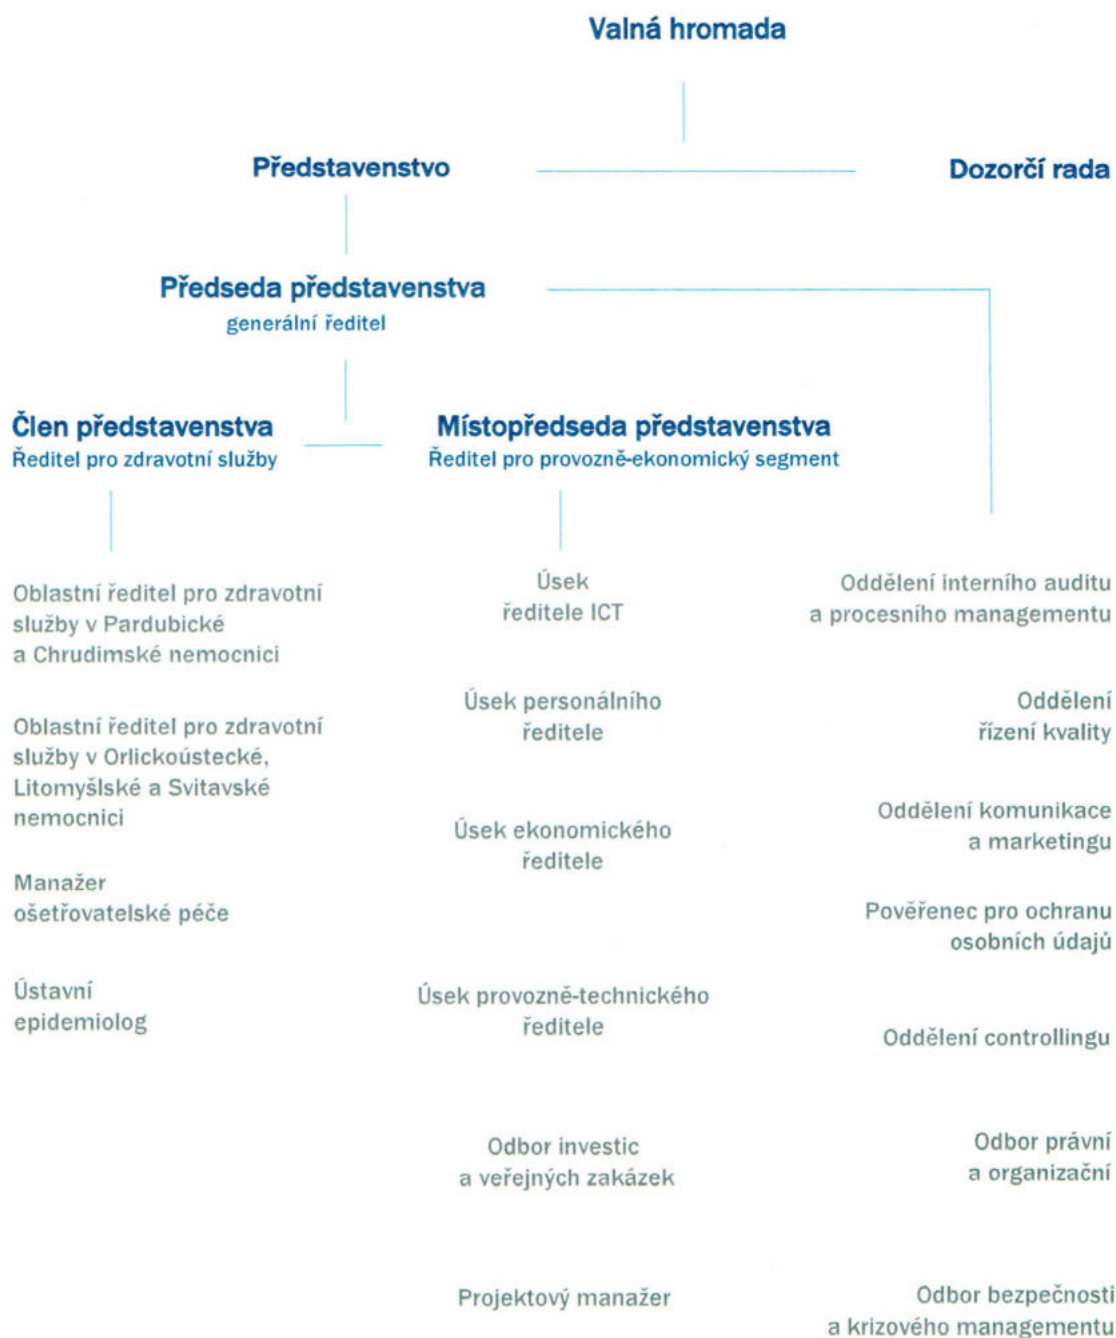 Valná hromada
Představenstvo
Dozorčí rada
Předseda představenstva
generální ředitel
Člen představenstva
Ředitel pro zdravotní služby
Místopředseda představenstva
Ředitel pro provozně-ekonomický segment
Oblastní ředitel pro zdravotní
služby v Pardubické
a Chrudimské nemocnici
Oblastní ředitel pro zdravotní
služby v Orlickoústecké,
Litomyšlské a Svitavské
nemocnici
Manažer
ošetřovatelské péče
Ústavní
epidemiolog
Úsek
ředitele ICT
Úsek personálního
ředitele
Úsek ekonomického
ředitele
Úsek provozně-technického
ředitele
Odbor investic
a veřejných zakázek
Projektový manažer
Oddělení interního auditu
a procesního managementu
Oddělení
řízení kvality
Oddělení komunikace
a marketingu
Pověřenec pro ochranu
osobních údajů
Oddělení controllingu
Odbor právní
a organizační
Odbor bezpečnosti
a krizového managementu